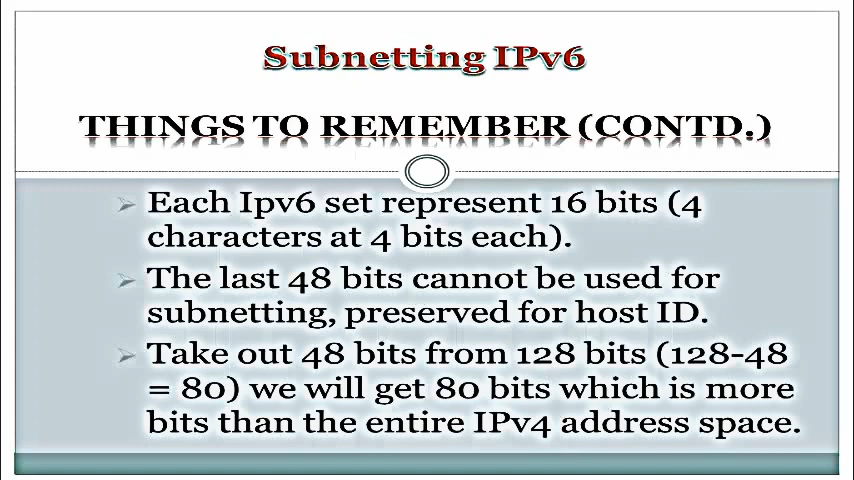 Subnetting IPv6
THINGS TO REMEMBER (CONTD.)
Each Ipv6 set represent 16 bits (4
characters at 4 bits each).
The last 48 bits cannot be used for
subnetting, preserved for host ID.
Take out 48 bits from 128 bits (128-48
= 80) we will get 80 bits which is more
bits than the entire IPv4 address space.